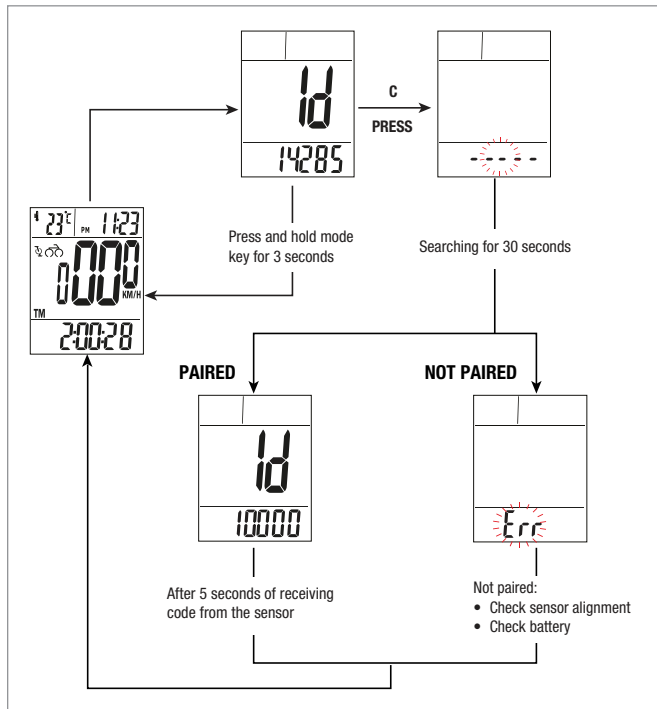 Id
14285
C
PRESS
- - - - -
23°C PM 11:23
000
KM/H
TM
2:00:28
Press and hold mode
key for 3 seconds
Searching for 30 seconds
PAIRED
NOT PAIRED
Id
10000
Err
After 5 seconds of receiving
code from the sensor
Not paired:
• Check sensor alignment
• Check battery